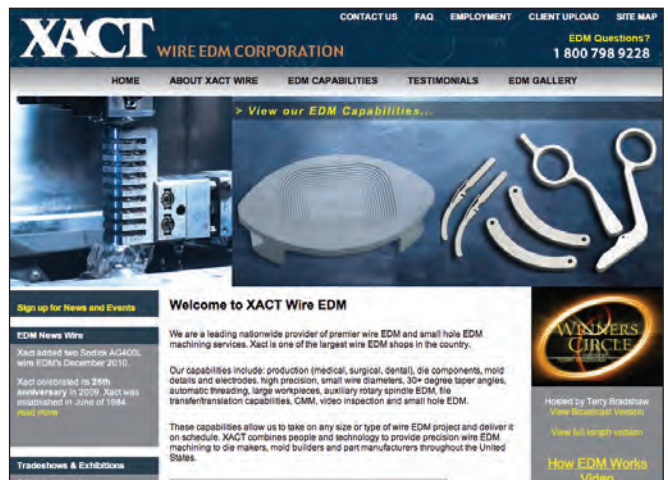 CONTACT US FAQ EMPLOYMENT CLIENT UPLOAD SITE MAP
XACT WIRE EDM CORPORATION
EDM Questions?
1 800 798 9228
HOME ABOUT XACT WIRE EDM CAPABILITIES TESTIMONIALS EDM GALLERY
> View our EDM Capabilities...
Sign up for News and Events
EDM News Wire
Xact added two Sodick AG400L
wire EDM's December 2010.
Xact celebrated its 25th
anniversary in 2009. Xact was
established in June of 1984.
read more
Tradeshows & Exhibitions
Welcome to XACT Wire EDM
We are a leading nationwide provider of premier wire EDM and small hole EDM
machining services. Xact is one of the largest wire EDM shops in the country.
Our capabilities include: production (medical, surgical, dental), die components, mold
details and electrodes, high precision, small wire diameters, 30+ degree taper angles,
automatic threading, large workpieces, auxiliary rotary spindle EDM, file
transfer/translation capabilities, CMM, video inspection and small hole EDM.
These capabilities allow us to take on any size or type of wire EDM project and deliver it
on schedule. XACT combines people and technology to provide precision wire EDM
machining to die makers, mold builders and part manufacturers throughout the United
States.
WINNERS
CIRCLE
Hosted by Terry Bradshaw
View Broadcast Version
View full length version
How EDM Works
Video